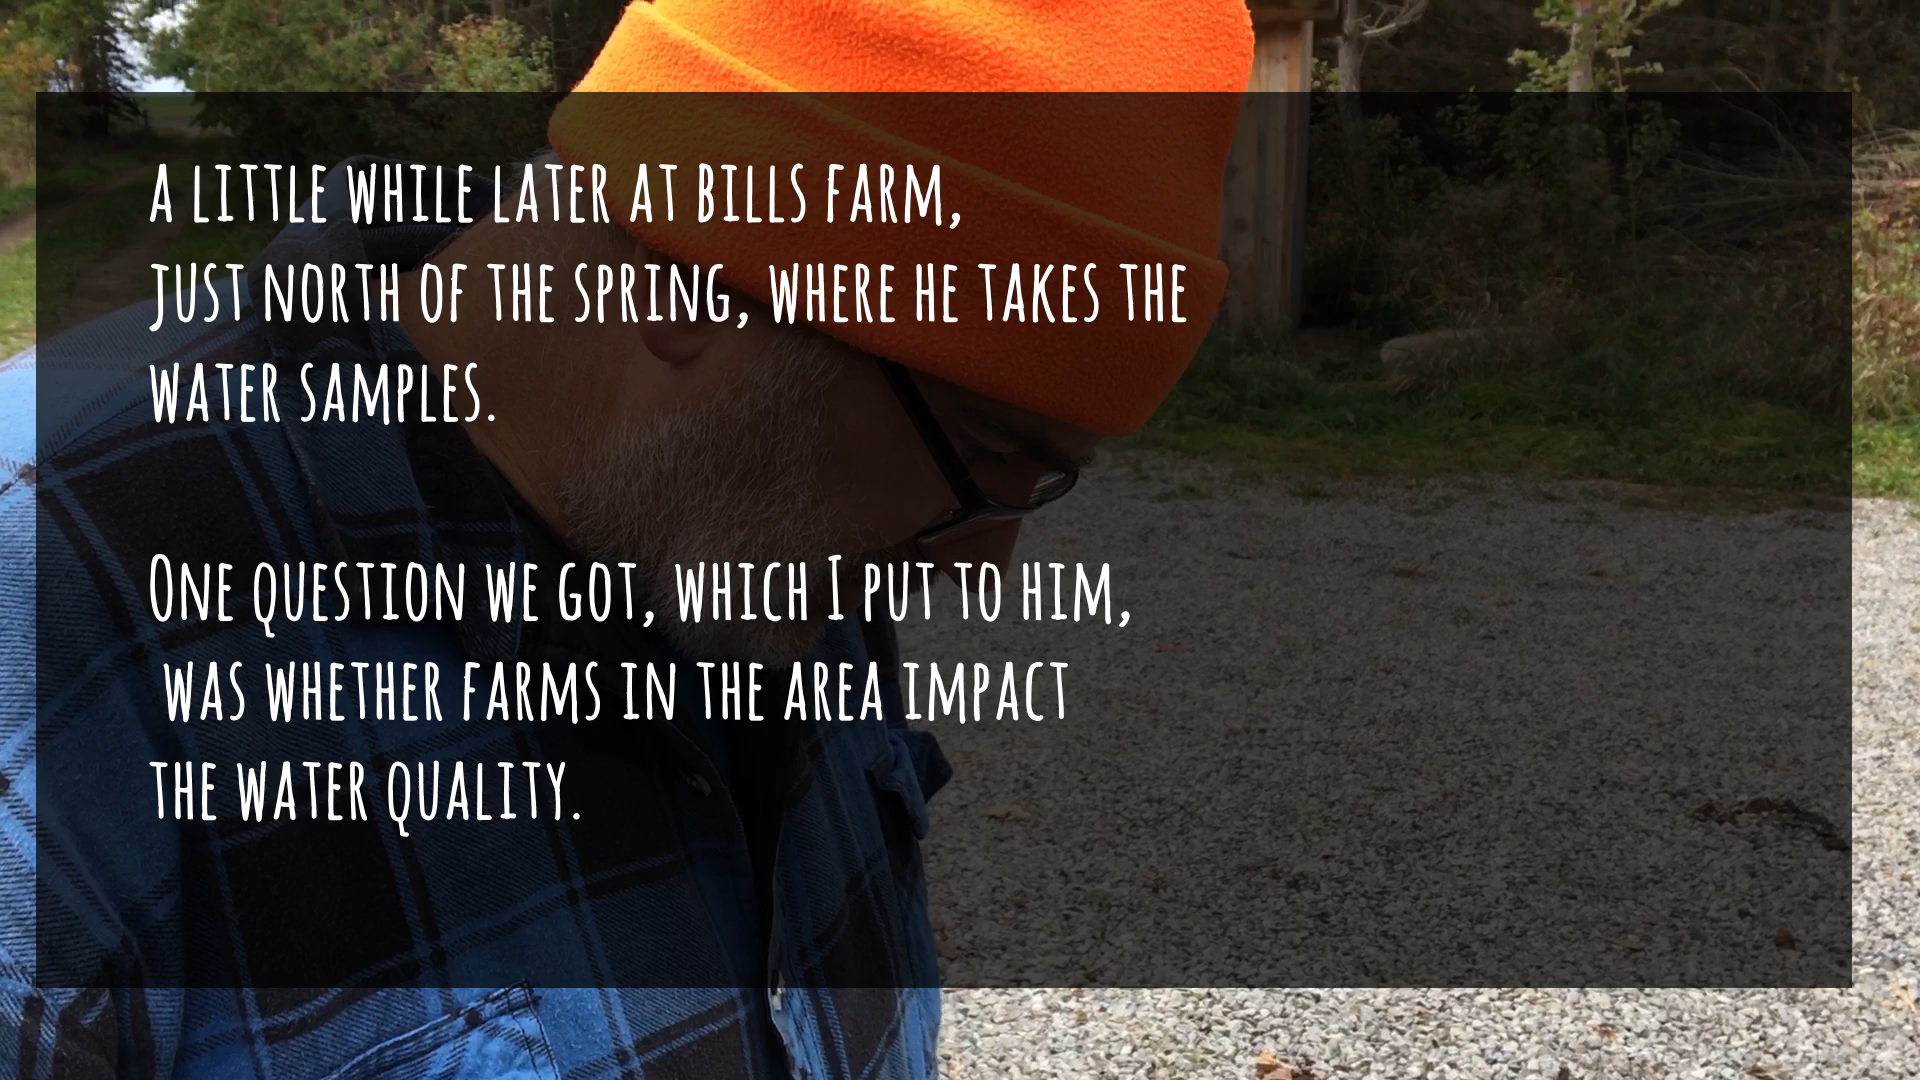 A LITTLE WHILE LATER AT BILLS FARM,
JUST NORTH OF THE SPRING, WHERE HE TAKES THE
WATER SAMPLES.
ONE QUESTION WE GOT, WHICH I PUT TO HIM,
WAS WHETHER FARMS IN THE AREA IMPACT
THE WATER QUALITY.